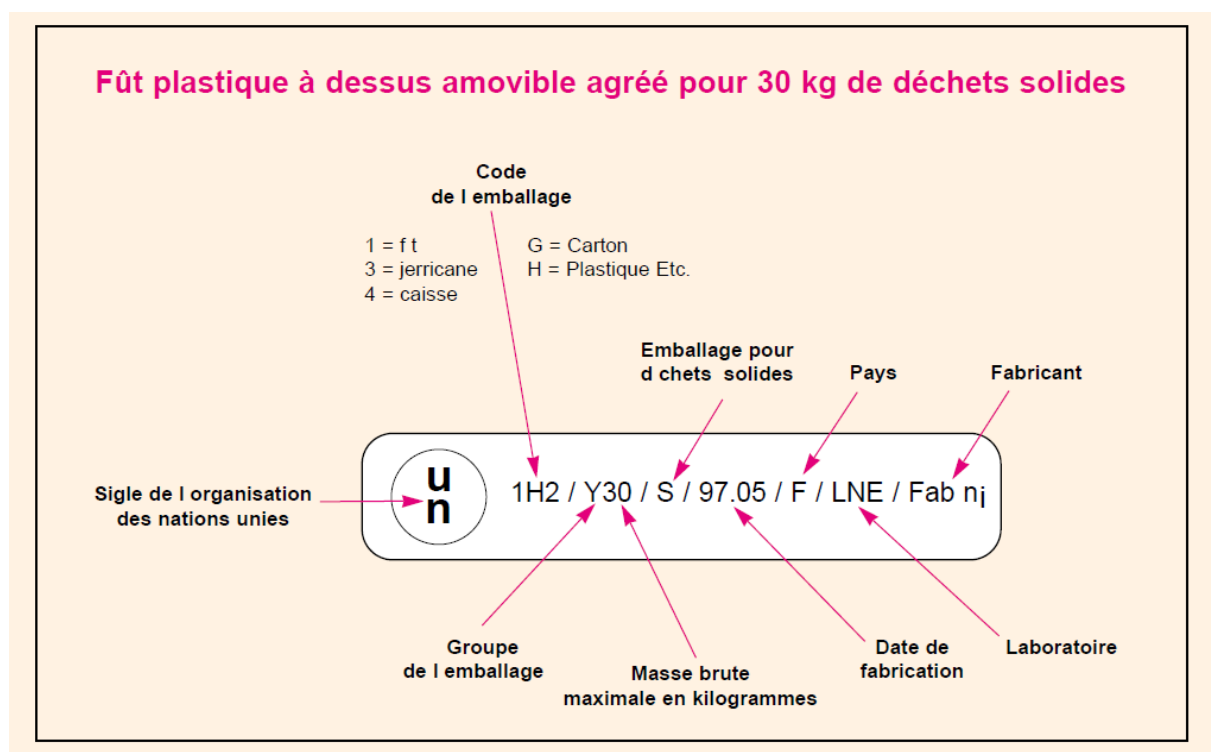 Fût plastique à dessus amovible agréé pour 30 kg de déchets solides
Code
de l emballage
1 = f t
G = Carton
3 = jerricane
H = Plastique Etc.
4 = caisse
Emballage pour
d chets  solides
Pays
Fabricant
Sigle de l organisation
des nations unies
u
n
1H2 / Y30 / S / 97.05 / F / LNE / Fab n¡
Groupe
de l emballage
Masse brute
maximale en kilogrammes
Date de
fabrication
Laboratoire